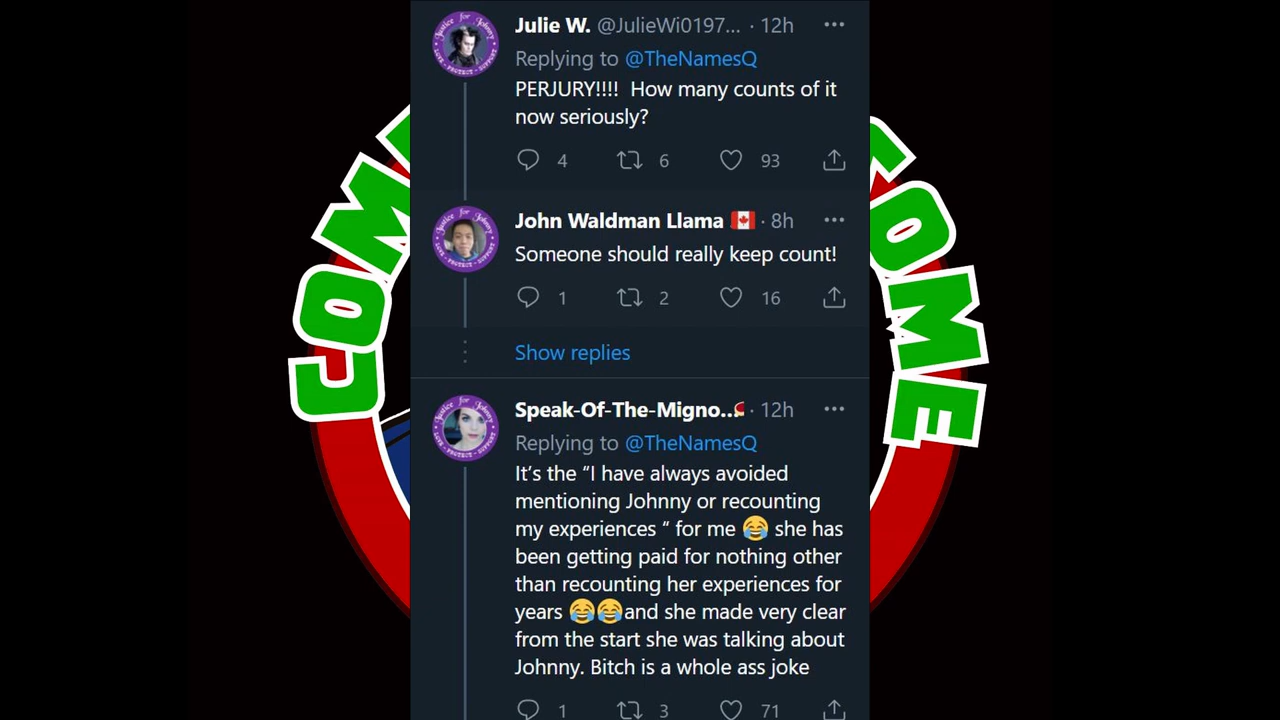 Julie W. @JulieWi0197... · 12h
Replying to @TheNamesQ
PERJURY!!!! How many counts of it
now seriously?
4 6 93
John Waldman Llama 🇨🇦 · 8h
Someone should really keep count!
1 2 16
Show replies
Speak-Of-The-Migno.. · 12h
Replying to @TheNamesQ
It’s the “I have always avoided
mentioning Johnny or recounting
my experiences “ for me 😂 she has
been getting paid for nothing other
than recounting her experiences for
years 😂😂and she made very clear
from the start she was talking about
Johnny. Bitch is a whole ass joke
1 3 71
COM
OME